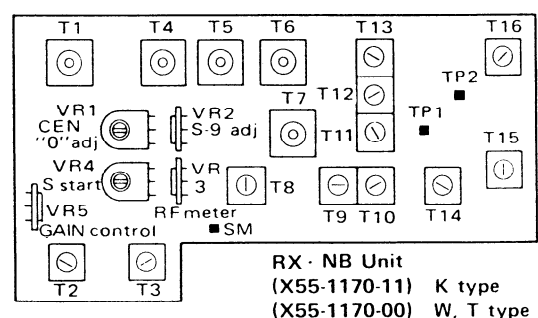 T1 T4 T5 T6 T13 T16
TP2
T12
T7
VR1 VR2
CEN S-9 adj
"0"adj
T11 TP1
T15
VR4 VR
S start 3
T8
VR5 RF meter
T9 T10 T14
GAIN control SM
T2 T3
RX · NB Unit
(X55-1170-11) K type
(X55-1170-00) W, T type